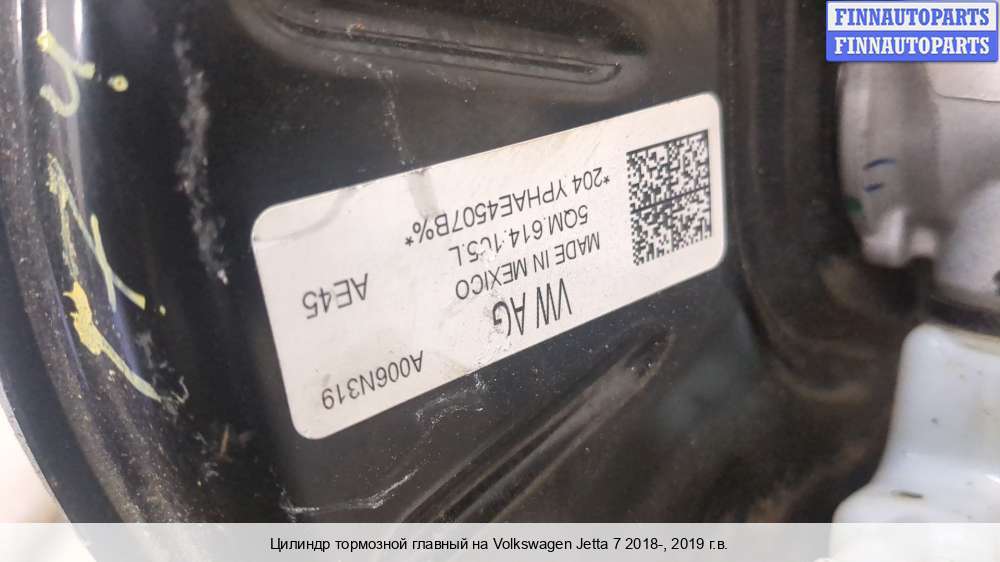 FINNAUTOPARTS
FINNAUTOPARTS
A006N319
VW AG
MADE IN MEXICO
AE45
5QM.614.105.L
*204 YPHAE4507B%*
Цилиндр тормозной главный на Volkswagen Jetta 7 2018-, 2019 г.в.